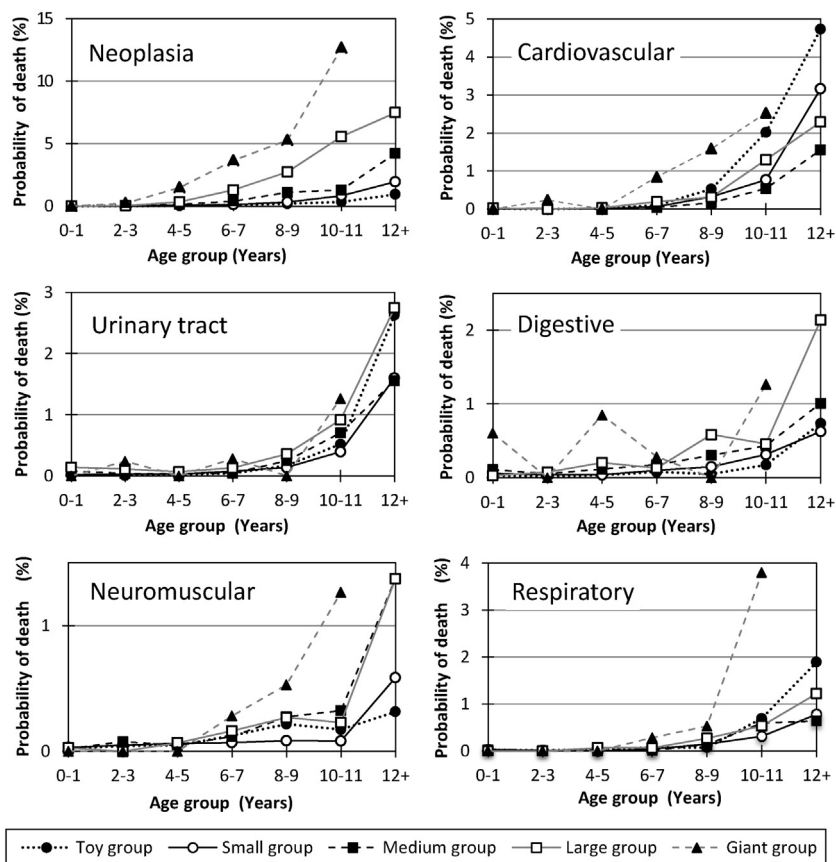 Neoplasia
Probability of death (%)
15
10
5
0
0-1 2-3 4-5 6-7 8-9 10-11 12+
Age group (Years)
Cardiovascular
Probability of death (%)
5
4
3
2
1
0
0-1 2-3 4-5 6-7 8-9 10-11 12+
Age group (Years)
Urinary tract
Probability of death (%)
3
2
1
0
0-1 2-3 4-5 6-7 8-9 10-11 12+
Age group (Years)
Digestive
Probability of death (%)
2
1
0
0-1 2-3 4-5 6-7 8-9 10-11 12+
Age group (Years)
Neuromuscular
Probability of death (%)
1
0
0-1 2-3 4-5 6-7 8-9 10-11 12+
Age group (Years)
Respiratory
Probability of death (%)
4
3
2
1
0
0-1 2-3 4-5 6-7 8-9 10-11 12+
Age group (Years)
Toy group Small group Medium group Large group Giant group